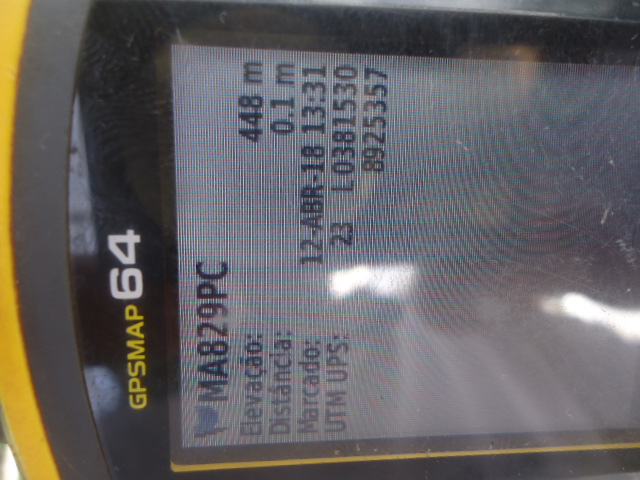 GPSMAP 64
MA829PC
Elevação: 448 m
Distância: 0.1 m
Marcado: 12-ABR-18 13:31
UTM UPS: 23 L 0381530
8925357